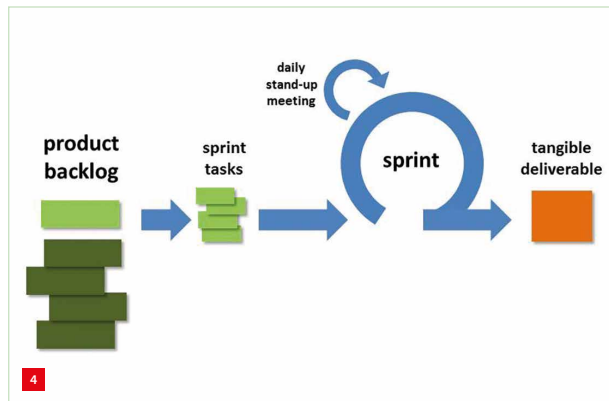 daily
stand-up
meeting
product
backlog
sprint
tasks
sprint
tangible
deliverable
4